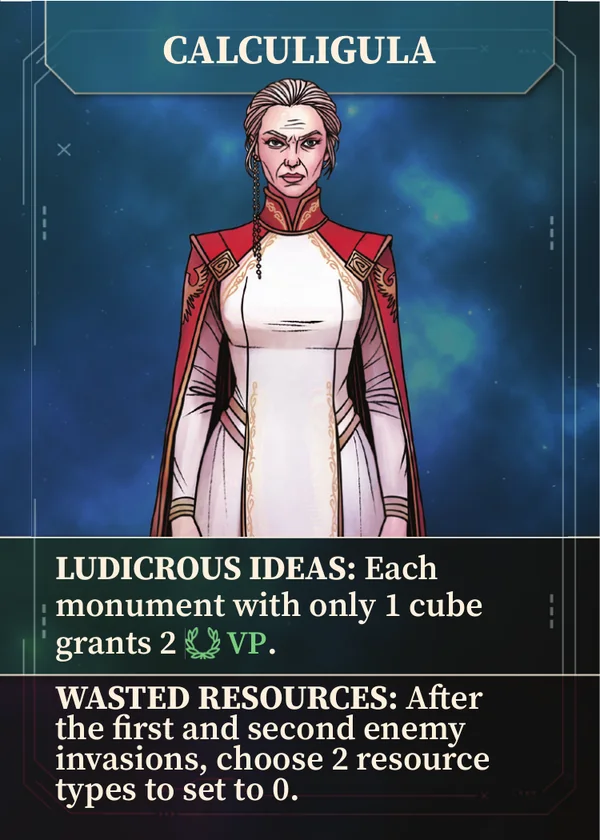 CALCULIGULA
LUDICROUS IDEAS: Each
monument with only 1 cube
grants 2 VP.
WASTED RESOURCES: After
the first and second enemy
invasions, choose 2 resource
types to set to 0.